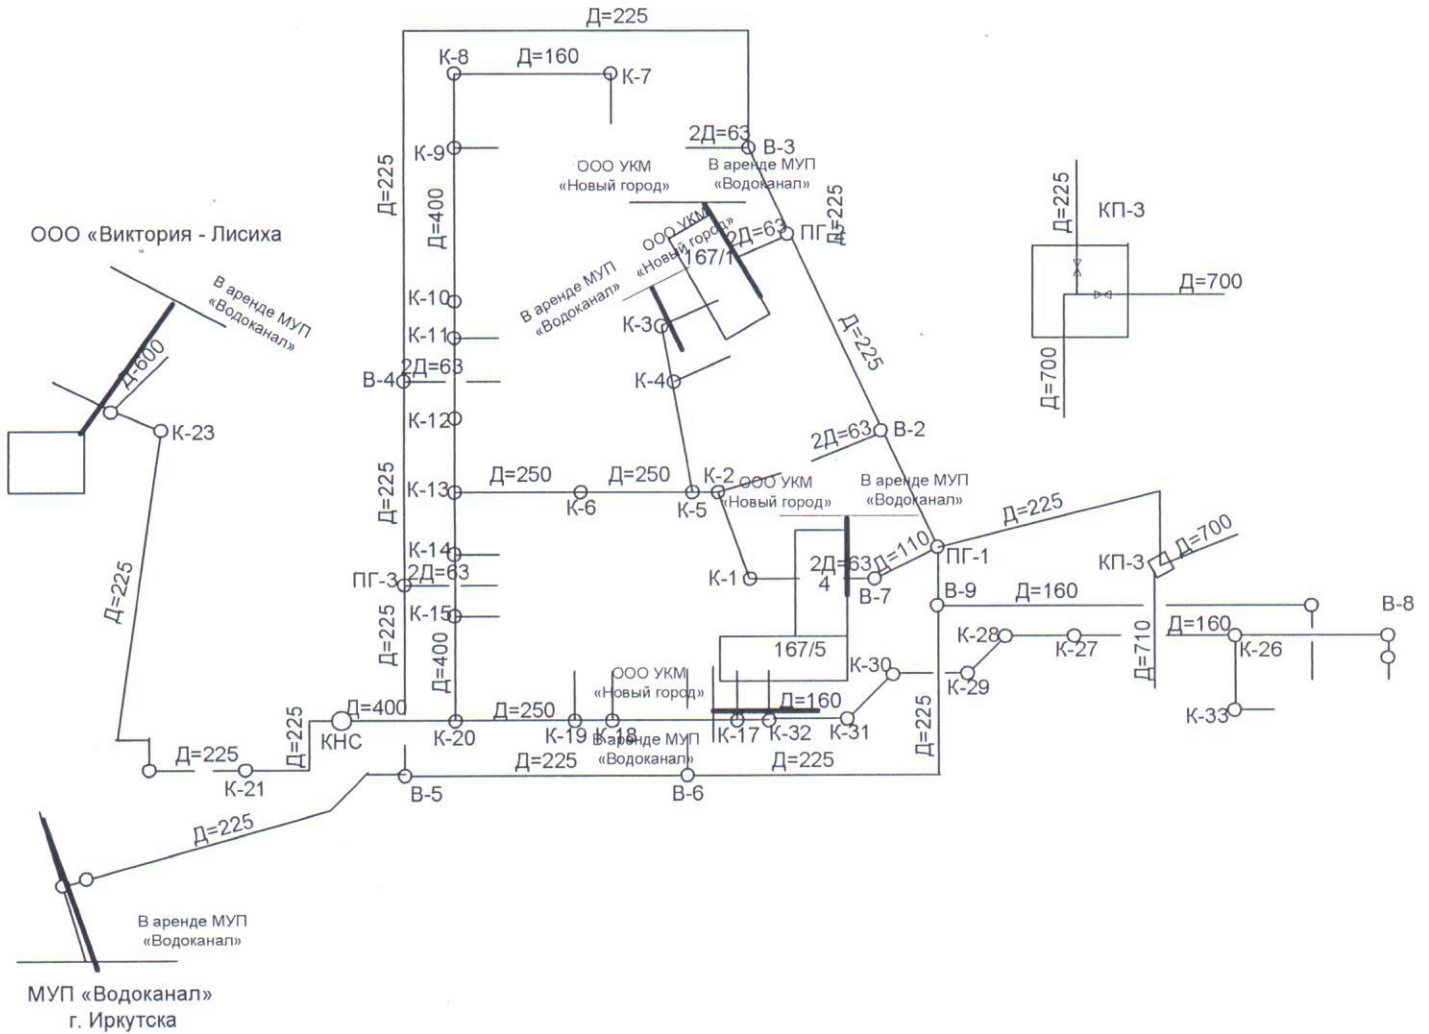 Д=225
К-8
Д=160
К-7
2Д=63
В-3
К-9
ООО УКМ
«Новый город»
В аренде МУП
«Водоканал»
Д=225
Д=400
Д=225
КП-3
Д=225
Д=700
Д=700
ООО «Виктория - Лисиха
ООО УКМ
«Новый город»
2Д=63
ПГ-2
167/1
В аренде МУП
«Водоканал»
В аренде МУП
«Водоканал»
К-10
К-11
К-3
Д=225
Д-600
2Д=63
В-4
К-4
К-12
К-23
2Д=63
В-2
Д=250
Д=250
К-13
К-6
К-5
К-2
ООО УКМ
«Новый город»
В аренде МУП
«Водоканал»
Д=225
Д=225
Д=700
К-14
ПГ-3
2Д=63
К-1
2Д=63
4
Д=110
В-7
ПГ-1
КП-3
Д=225
В-9
Д=160
В-8
К-15
Д=225
Д=400
К-28
К-27
Д=160
К-26
Д=710
167/5
К-30
К-29
ООО УКМ
«Новый город»
Д=160
К-33
Д=225
Д=400
КНС
К-20
Д=250
К-19
К-18
К-17
К-32
К-31
Д=225
В аренде МУП
«Водоканал»
Д=225
К-21
Д=225
Д=225
В-5
В-6
Д=225
В аренде МУП
«Водоканал»
МУП «Водоканал»
г. Иркутска